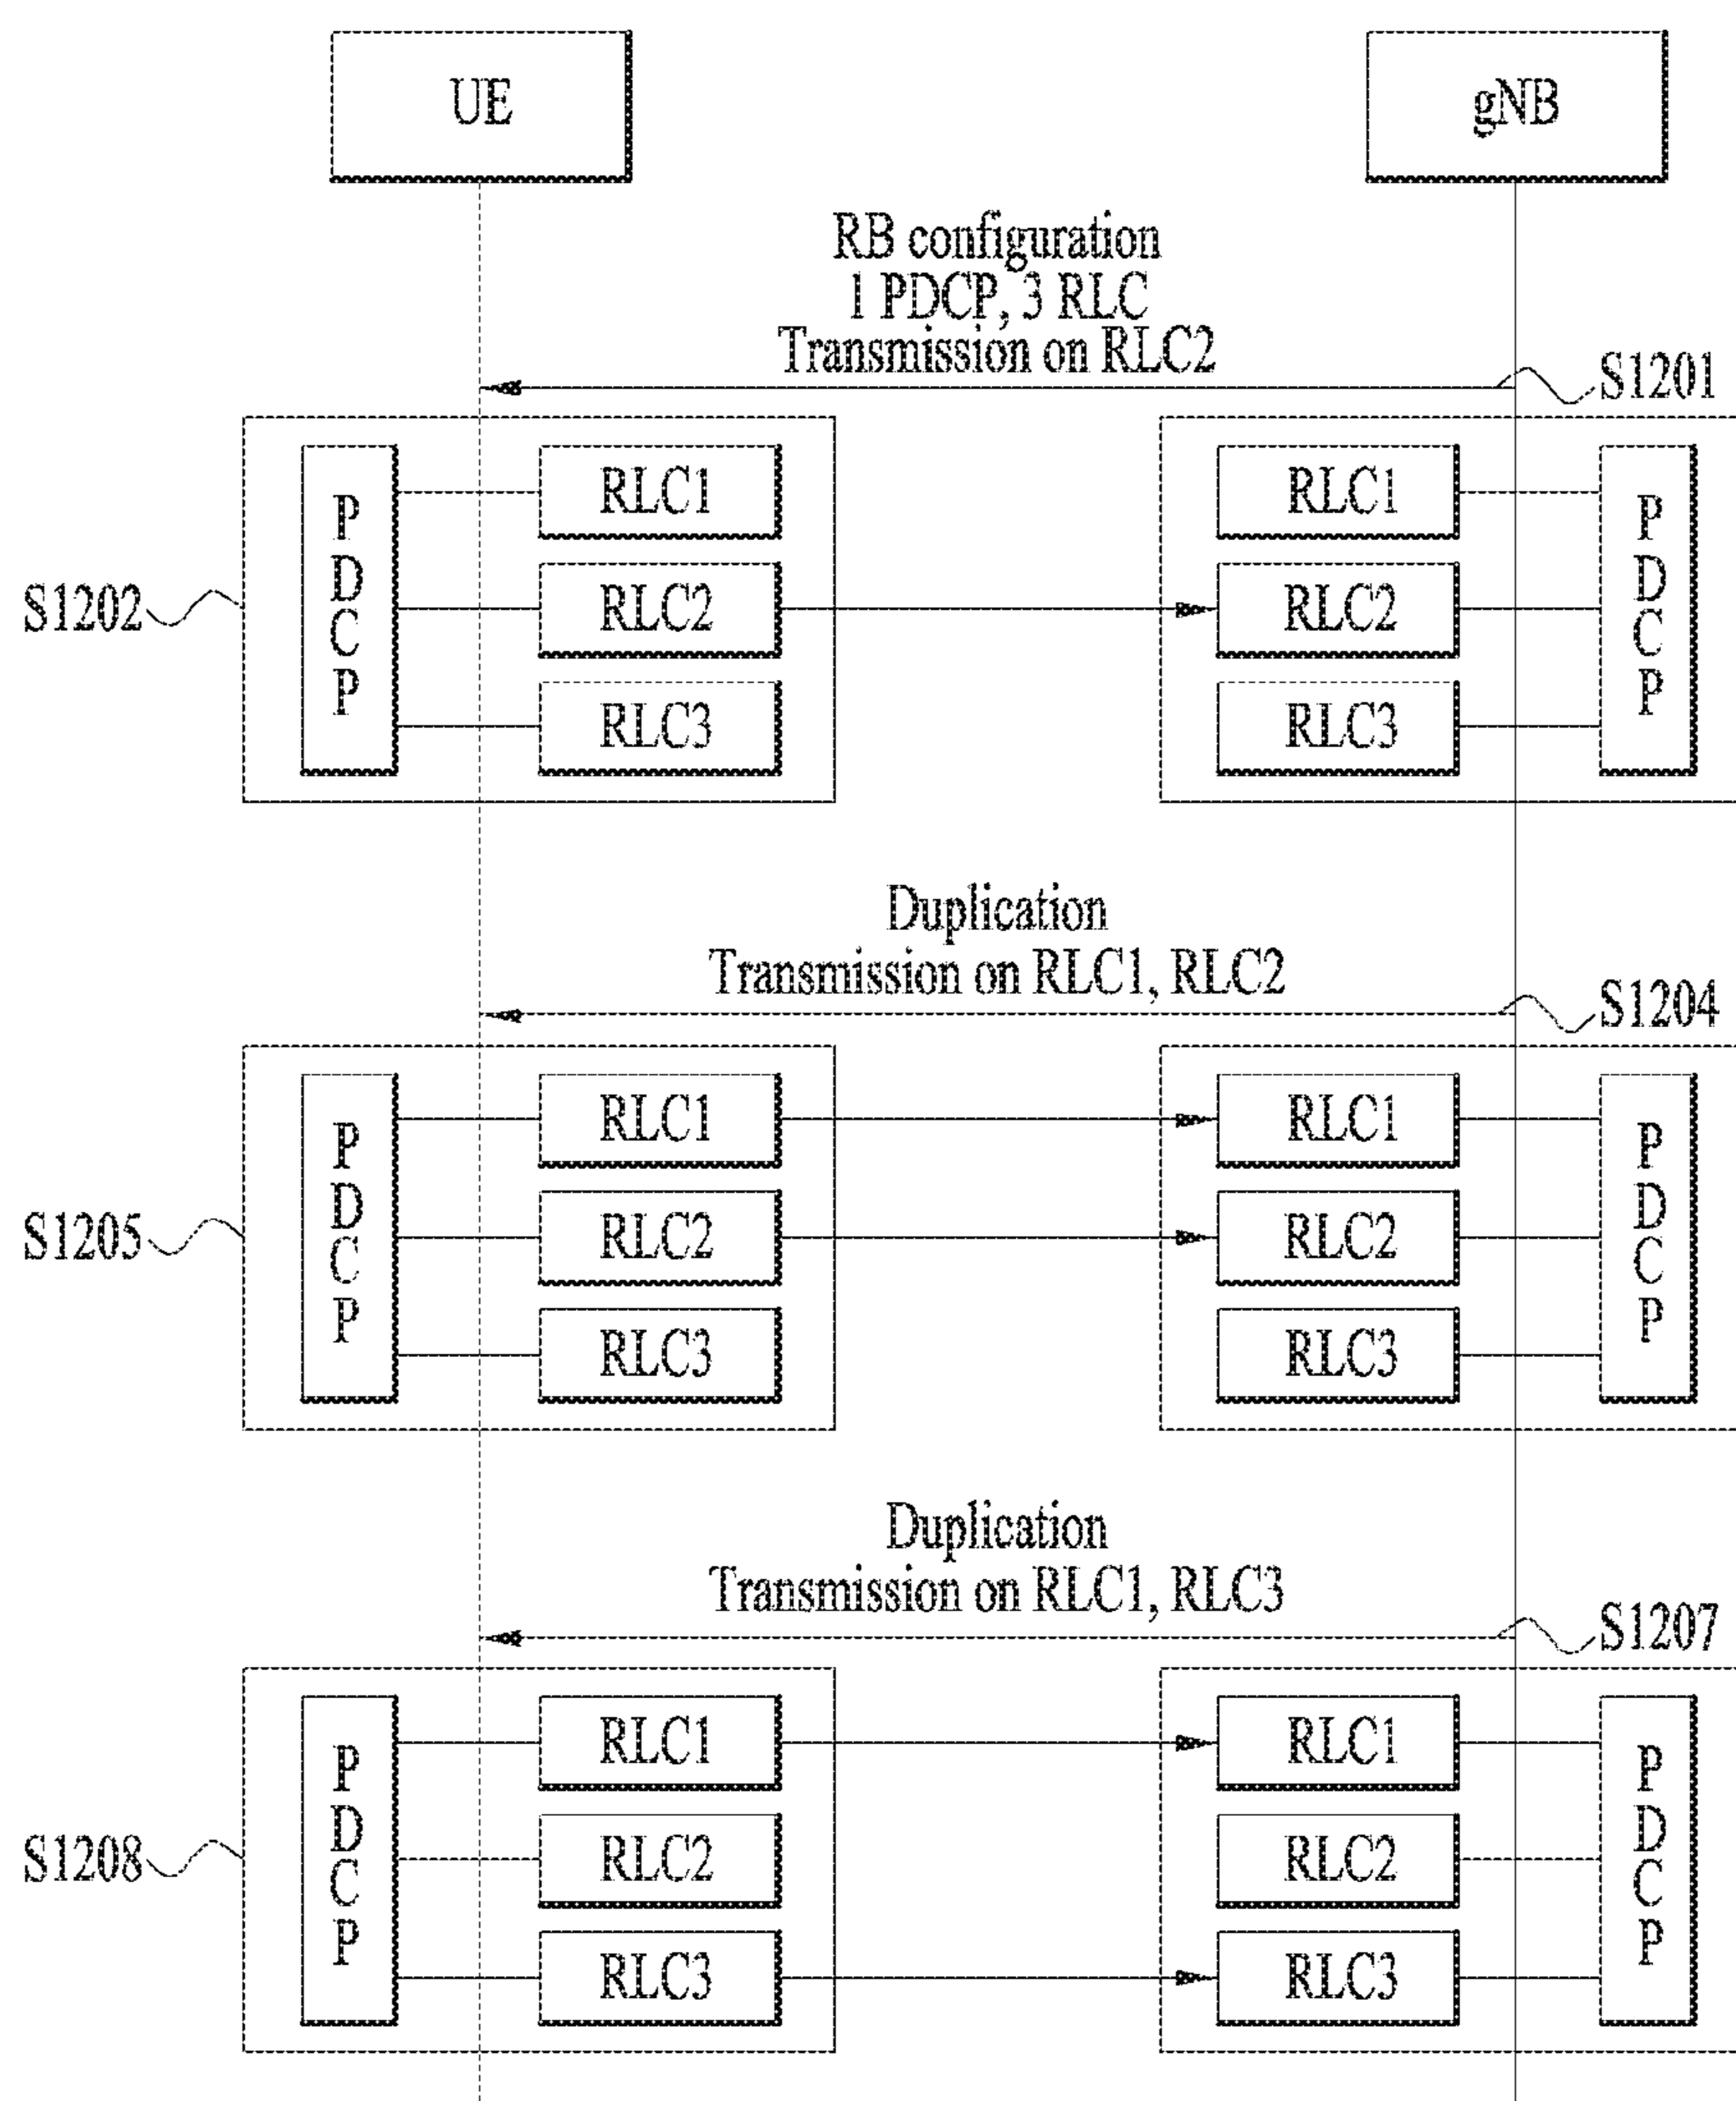 UE
gNB
RB configuration
1 PDCP, 3 RLC
Transmission on RLC2
S1201
PDCP
RLC1
RLC2
RLC3
RLC1
RLC2
RLC3
PDCP
S1202
Duplication
Transmission on RLC1, RLC2
S1204
PDCP
RLC1
RLC2
RLC3
RLC1
RLC2
RLC3
PDCP
S1205
Duplication
Transmission on RLC1, RLC3
S1207
PDCP
RLC1
RLC2
RLC3
RLC1
RLC2
RLC3
PDCP
S1208